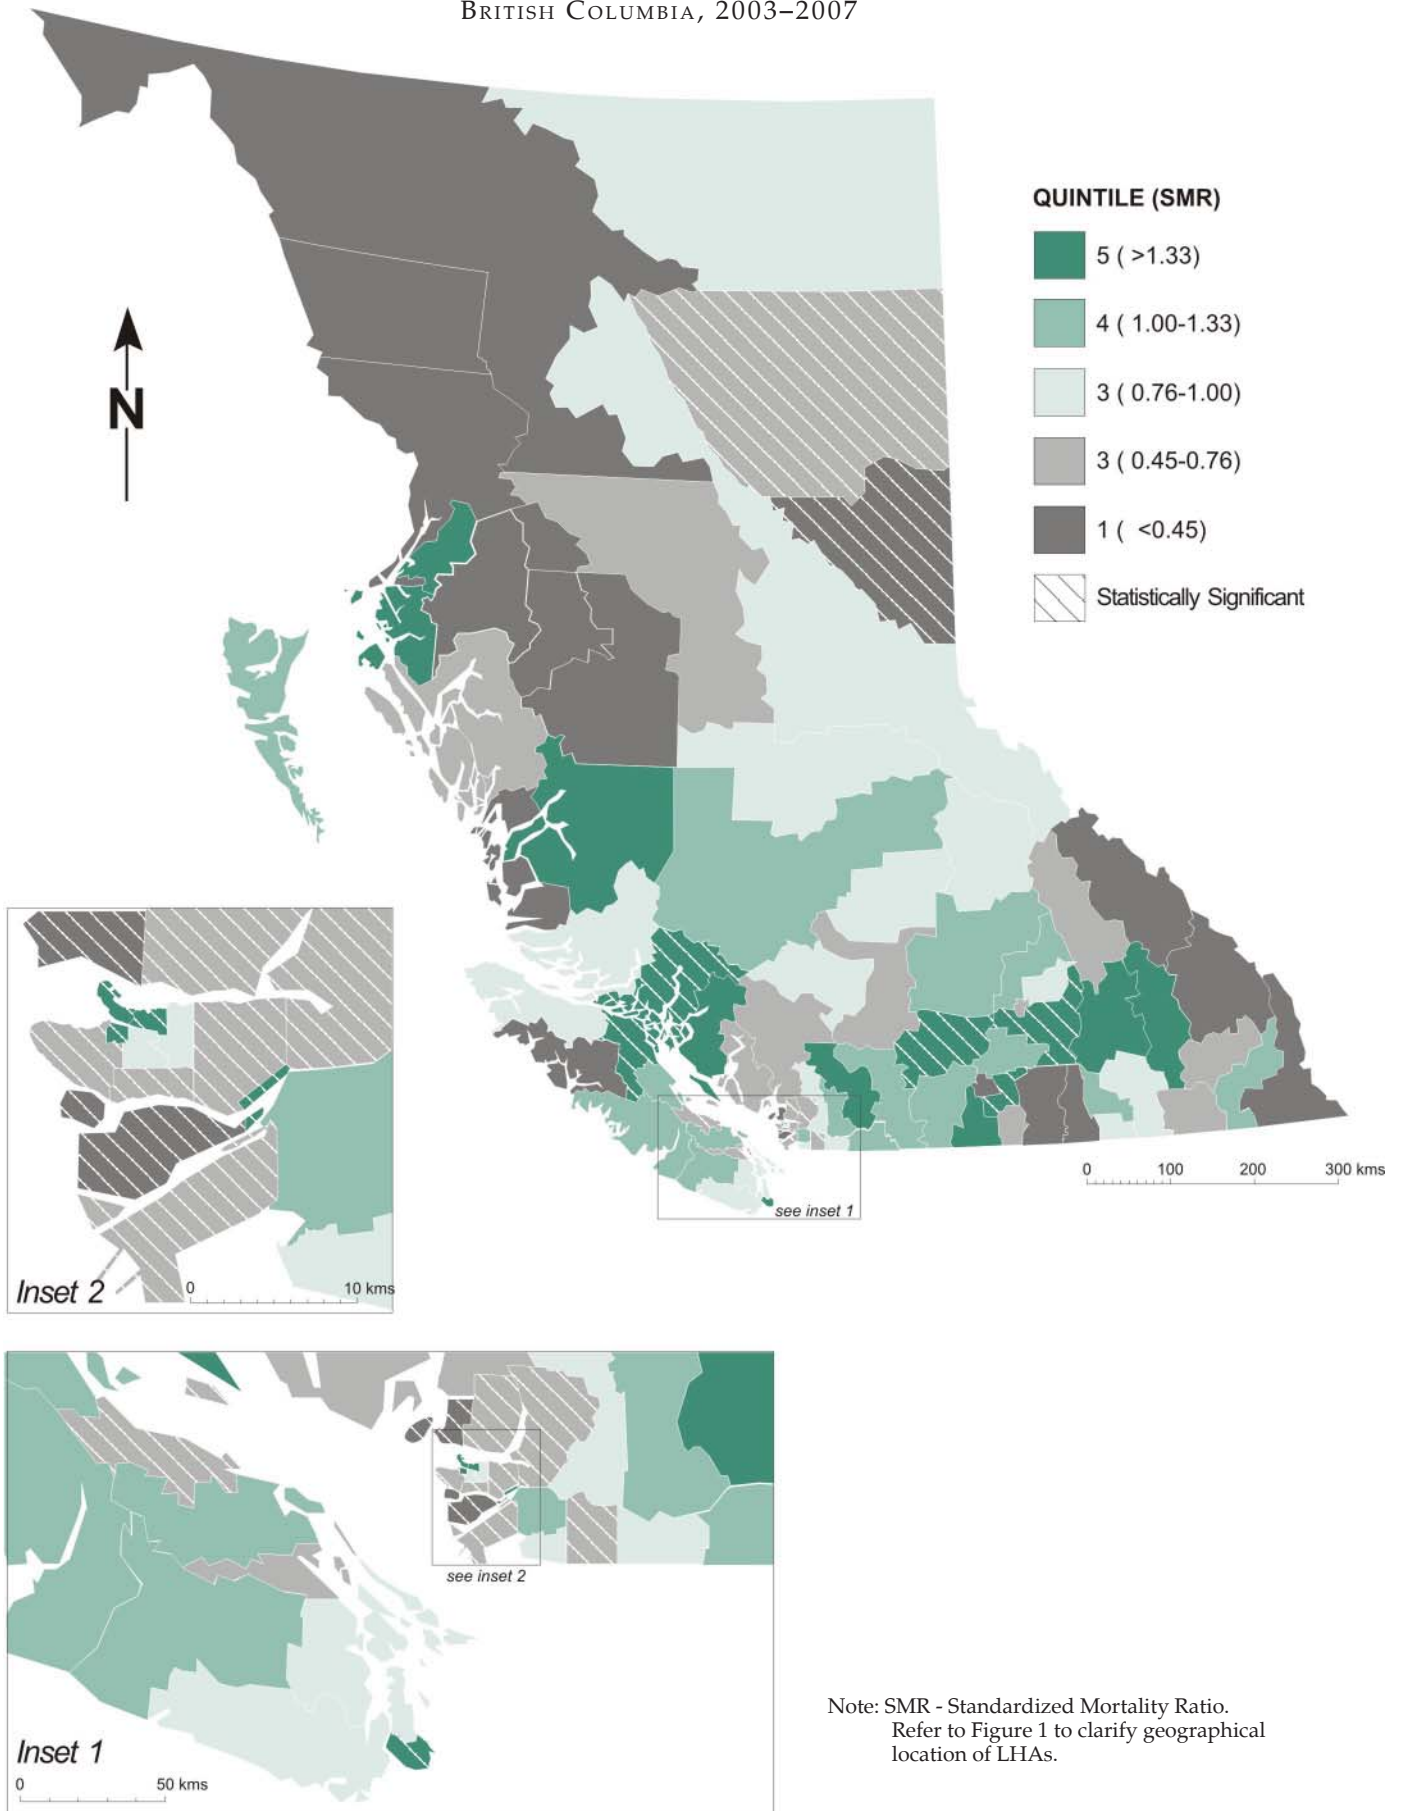 BRITISH COLUMBIA, 2003–2007
QUINTILE (SMR)
5 ( >1.33)
4 ( 1.00-1.33)
3 ( 0.76-1.00)
3 ( 0.45-0.76)
1 ( <0.45)
Statistically Significant
N
0 100 200 300 kms
see inset 1
Inset 2
0 10 kms
see inset 2
Inset 1
0 50 kms
Note: SMR - Standardized Mortality Ratio.
Refer to Figure 1 to clarify geographical
location of LHAs.